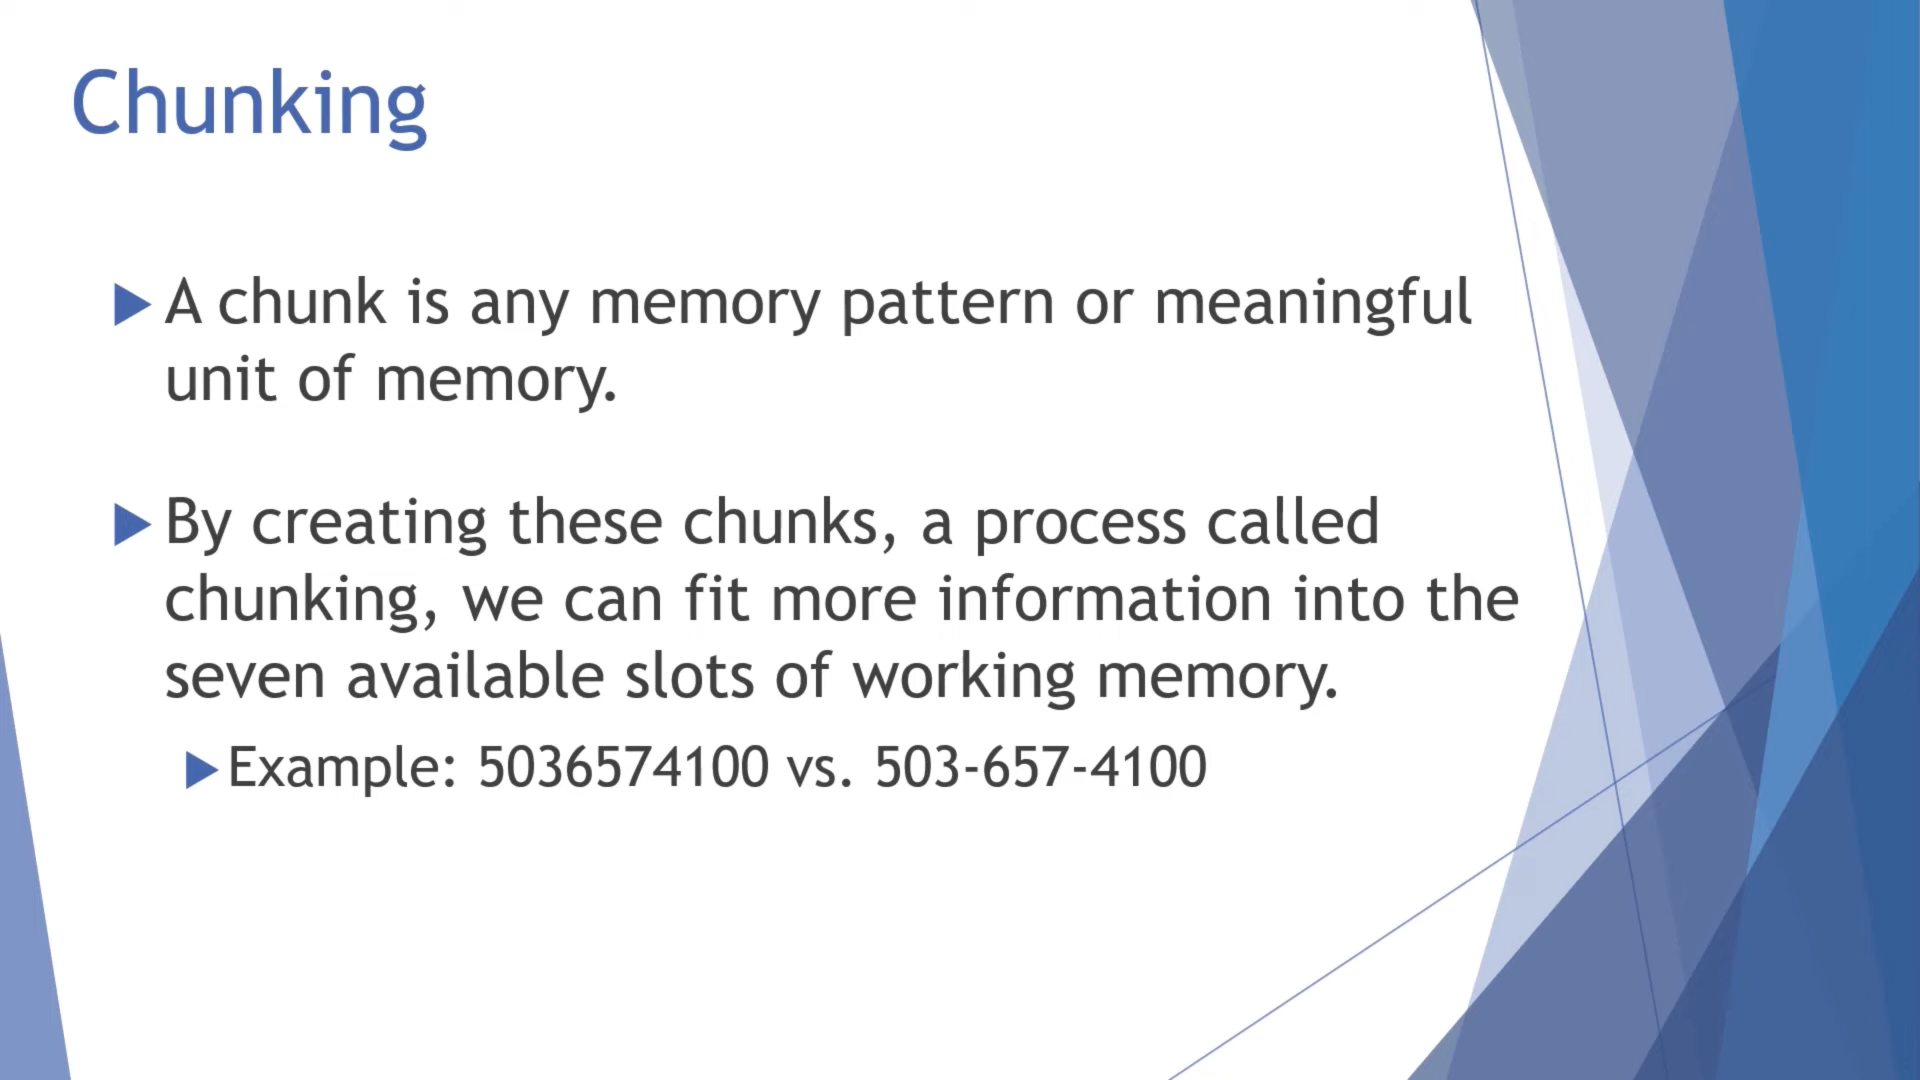 Chunking
A chunk is any memory pattern or meaningful
unit of memory.
By creating these chunks, a process called
chunking, we can fit more information into the
seven available slots of working memory.
Example: 5036574100 vs. 503-657-4100